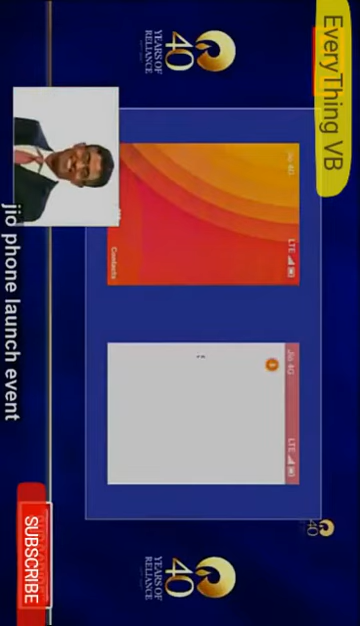 EveryThing VB
40
YEARS OF
RELIANCE
Jio 4G
LTE
Contacts
Jio 4G
LTE
40
40
YEARS OF
RELIANCE
jio phone launch event
SUBSCRIBE